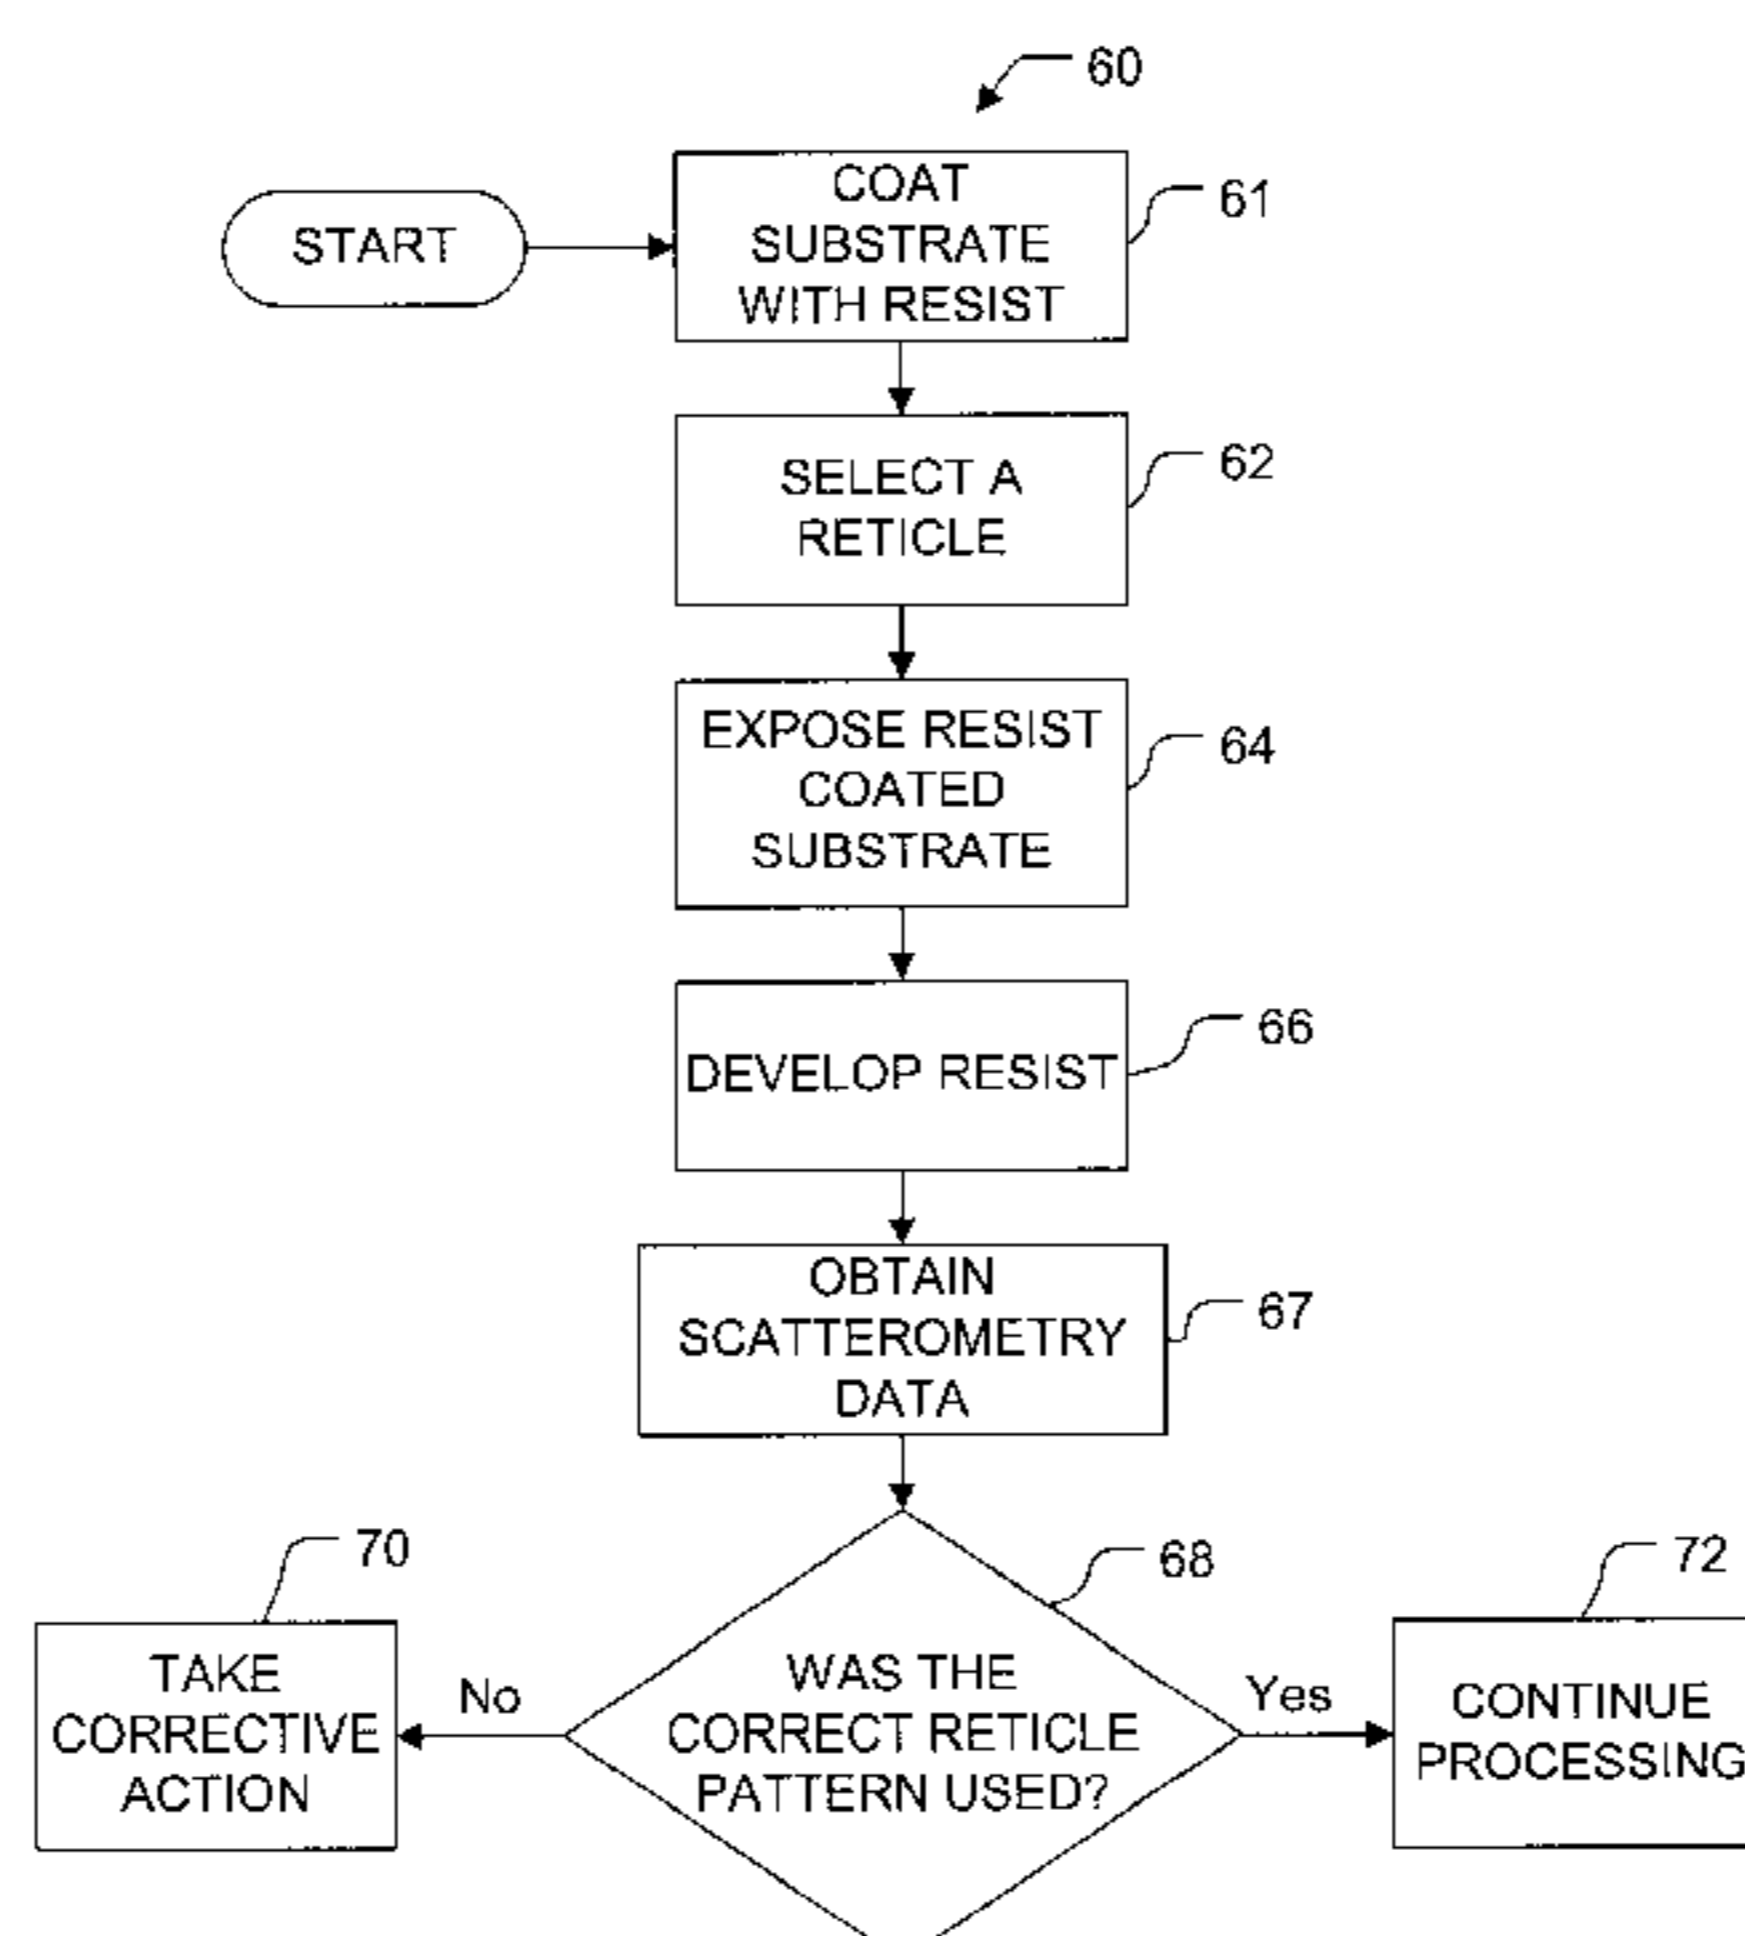 60
START
COAT
SUBSTRATE
WITH RESIST
61
SELECT A
RETICLE
62
EXPOSE RESIST
COATED
SUBSTRATE
64
DEVELOP RESIST
66
OBTAIN
SCATTEROMETRY
DATA
67
WAS THE
CORRECT RETICLE
PATTERN USED?
68
No
TAKE
CORRECTIVE
ACTION
70
Yes
CONTINUE
PROCESSING
72